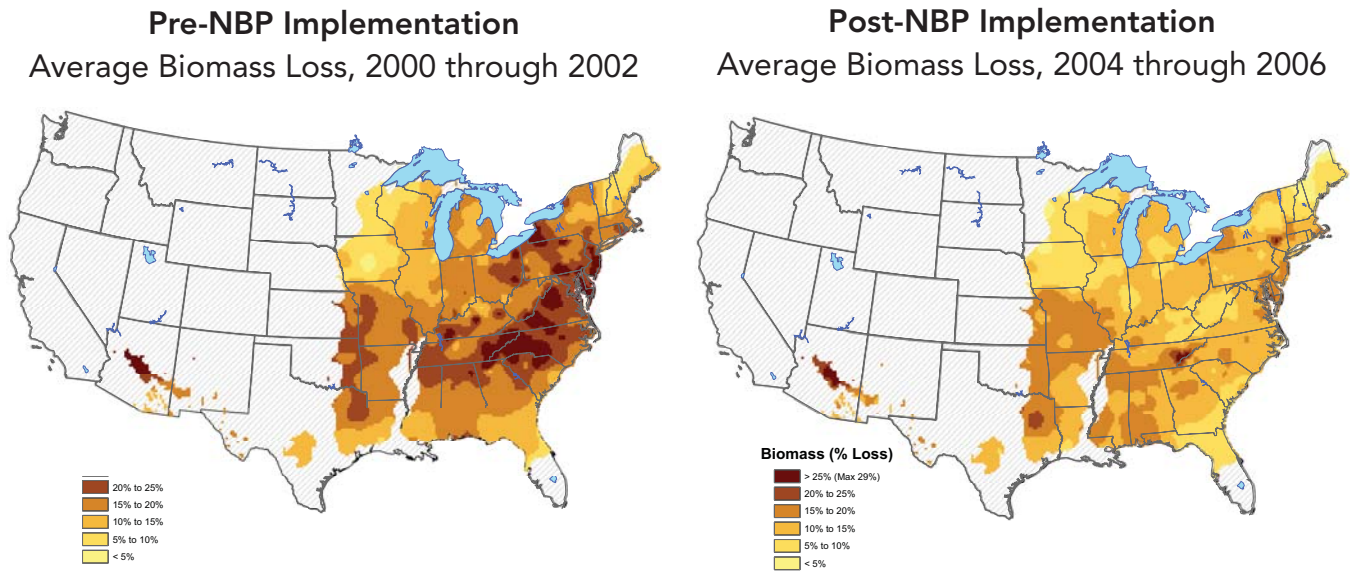 Pre-NBP Implementation
Average Biomass Loss, 2000 through 2002
20% to 25%
15% to 20%
10% to 15%
5% to 10%
< 5%
Post-NBP Implementation
Average Biomass Loss, 2004 through 2006
Biomass (% Loss)
> 25% (Max 29%)
20% to 25%
15% to 20%
10% to 15%
5% to 10%
< 5%